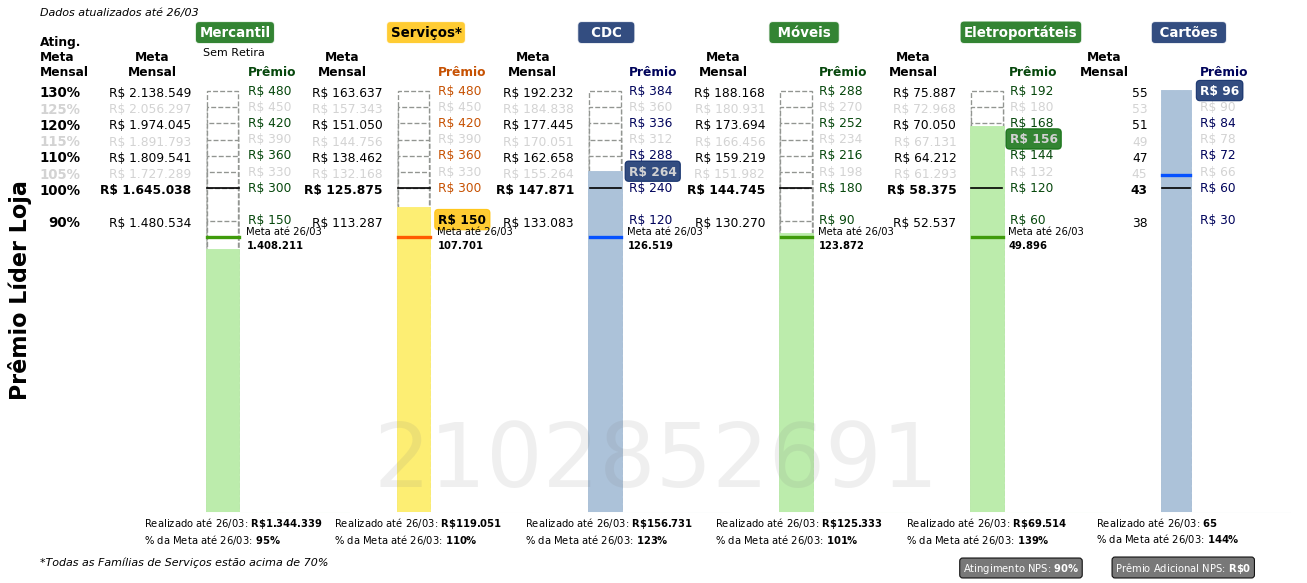 Dados atualizados até 26/03
Mercantil Serviços* CDC Móveis Eletroportáteis Cartões
Sem Retira
Ating. Meta Mensal
Meta Mensal Prêmio Meta Mensal Prêmio Meta Mensal Prêmio Meta Mensal Prêmio Meta Mensal Prêmio Meta Mensal Prêmio
130% R$ 2.138.549 R$ 480 R$ 163.637 R$ 480 R$ 192.232 R$ 384 R$ 188.168 R$ 288 R$ 75.887 R$ 192 55 R$ 96
125% R$ 2.056.297 R$ 450 R$ 157.343 R$ 450 R$ 184.838 R$ 360 R$ 180.931 R$ 270 R$ 72.968 R$ 180 53 R$ 90
120% R$ 1.974.045 R$ 420 R$ 151.050 R$ 420 R$ 177.445 R$ 336 R$ 173.694 R$ 252 R$ 70.050 R$ 168 51 R$ 84
115% R$ 1.891.793 R$ 390 R$ 144.756 R$ 390 R$ 170.051 R$ 312 R$ 166.456 R$ 234 R$ 67.131 R$ 156 49 R$ 78
110% R$ 1.809.541 R$ 360 R$ 138.462 R$ 360 R$ 162.658 R$ 288 R$ 159.219 R$ 216 R$ 64.212 R$ 144 47 R$ 72
105% R$ 1.727.289 R$ 330 R$ 132.168 R$ 330 R$ 155.264 R$ 264 R$ 151.982 R$ 198 R$ 61.293 R$ 132 45 R$ 66
100% R$ 1.645.038 R$ 300 R$ 125.875 R$ 300 R$ 147.871 R$ 240 R$ 144.745 R$ 180 R$ 58.375 R$ 120 43 R$ 60
90% R$ 1.480.534 R$ 150 R$ 113.287 R$ 150 R$ 133.083 R$ 120 R$ 130.270 R$ 90 R$ 52.537 R$ 60 38 R$ 30
Meta até 26/03 Meta até 26/03 Meta até 26/03 Meta até 26/03 Meta até 26/03
1.408.211 107.701 126.519 123.872 49.896
Prêmio Líder Loja
2102852691
Realizado até 26/03: R$1.344.339 Realizado até 26/03: R$119.051 Realizado até 26/03: R$156.731 Realizado até 26/03: R$125.333 Realizado até 26/03: R$69.514 Realizado até 26/03: 65
% da Meta até 26/03: 95% % da Meta até 26/03: 110% % da Meta até 26/03: 123% % da Meta até 26/03: 101% % da Meta até 26/03: 139% % da Meta até 26/03: 144%
*Todas as Famílias de Serviços estão acima de 70%
Atingimento NPS: 90% Prêmio Adicional NPS: R$0